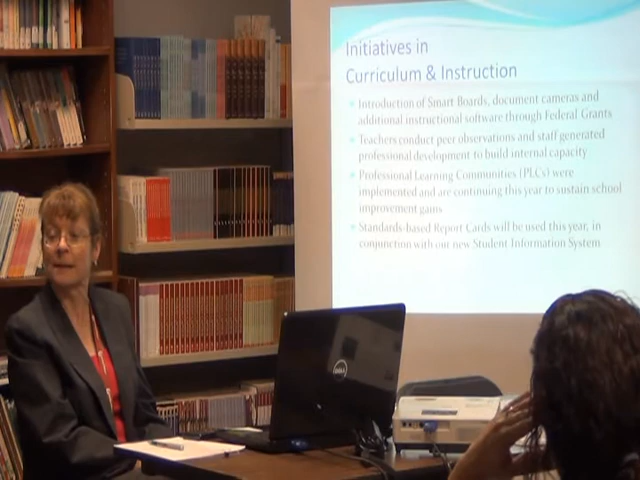 Initiatives in
Curriculum & Instruction
Introduction of Smart Boards, document cameras and
additional instructional software through Federal Grants
Teachers conduct peer observations and staff generated
professional development to build internal capacity
Professional Learning Communities (PLCs) were
implemented and are continuing this year to sustain school
improvement gains
Standards-based Report Cards will be used this year, in
conjunction with our new Student Information System
DELL